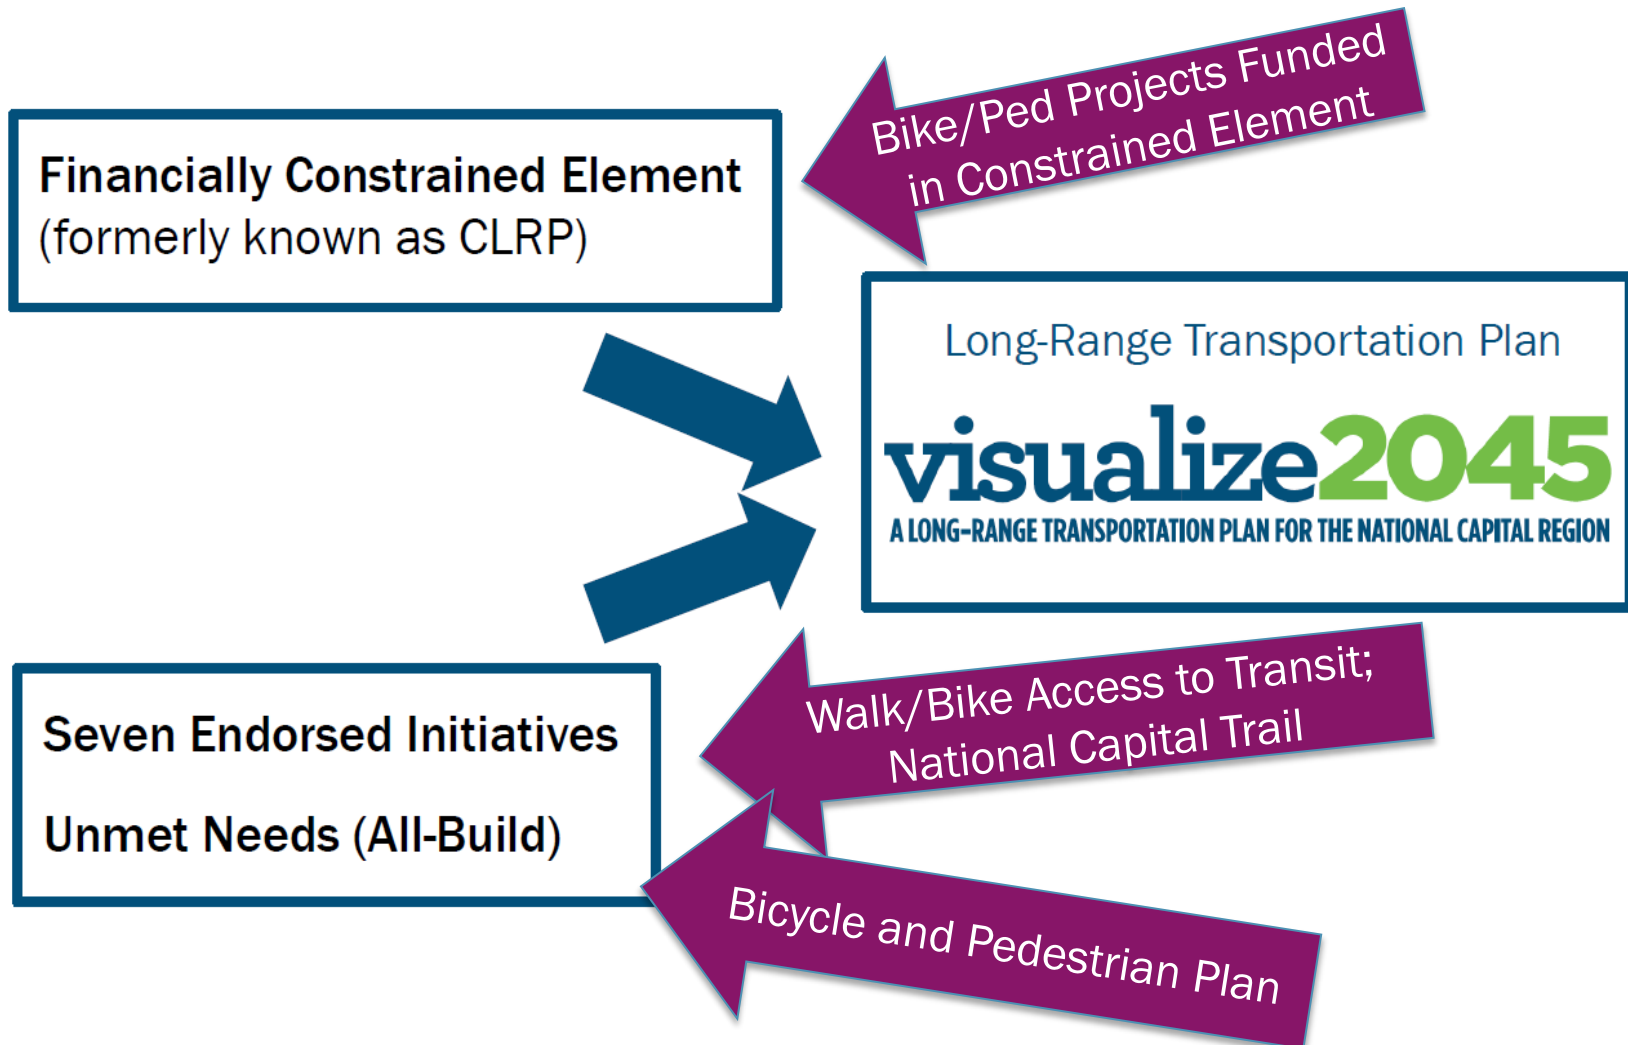 Bike/Ped Projects Funded
in Constrained Element
Financially Constrained Element
(formerly known as CLRP)
Long-Range Transportation Plan
visualize2045
A LONG-RANGE TRANSPORTATION PLAN FOR THE NATIONAL CAPITAL REGION
Walk/Bike Access to Transit;
National Capital Trail
Seven Endorsed Initiatives
Unmet Needs (All-Build)
Bicycle and Pedestrian Plan